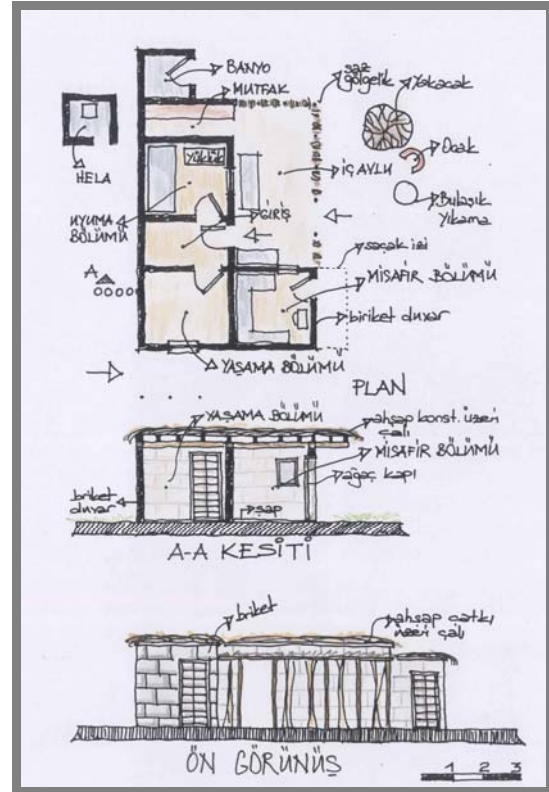 BANYO
MUTFAK
saz
gölgelik
Yakacak
Yüklük
Ocak
İÇ AVLU
HELA
UYUMA
BÖLÜMÜ
GİRİŞ
Bulaşık
Yıkama
A
saçak izi
MİSAFİR BÖLÜMÜ
biriket duvar
YAŞAMA BÖLÜMÜ
PLAN
YAŞAMA BÖLÜMÜ
ahşap konst. üzeri
çalı
MİSAFİR BÖLÜMÜ
ağaç kapı
briket
duvar
şap
A-A KESİTİ
briket
ahşap çatkı
üzeri çalı
ÖN GÖRÜNÜŞ
1 2 3